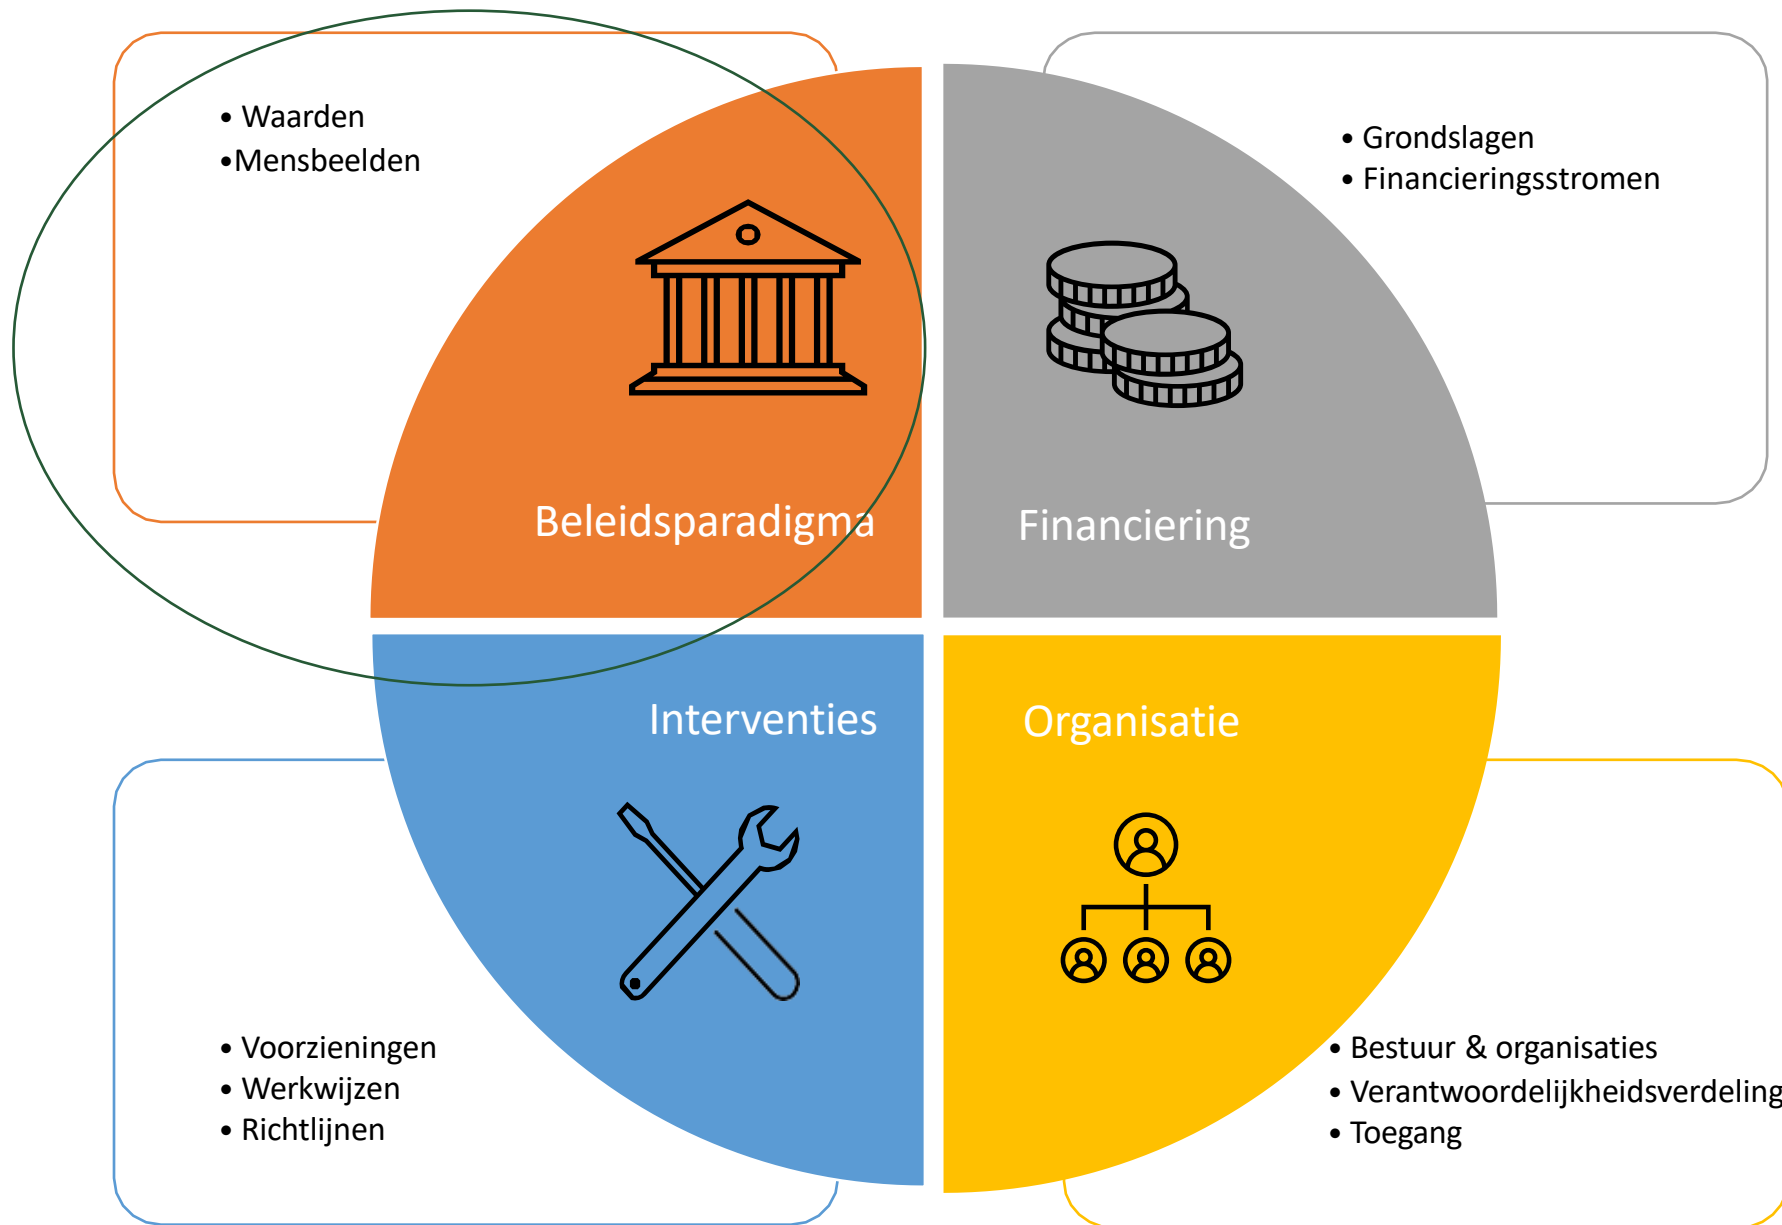 • Waarden
•Mensbeelden
• Grondslagen
• Financieringsstromen
Beleidsparadigma
Financiering
Interventies
Organisatie
• Voorzieningen
• Werkwijzen
• Richtlijnen
• Bestuur & organisaties
• Verantwoordelijkheidsverdeling
• Toegang